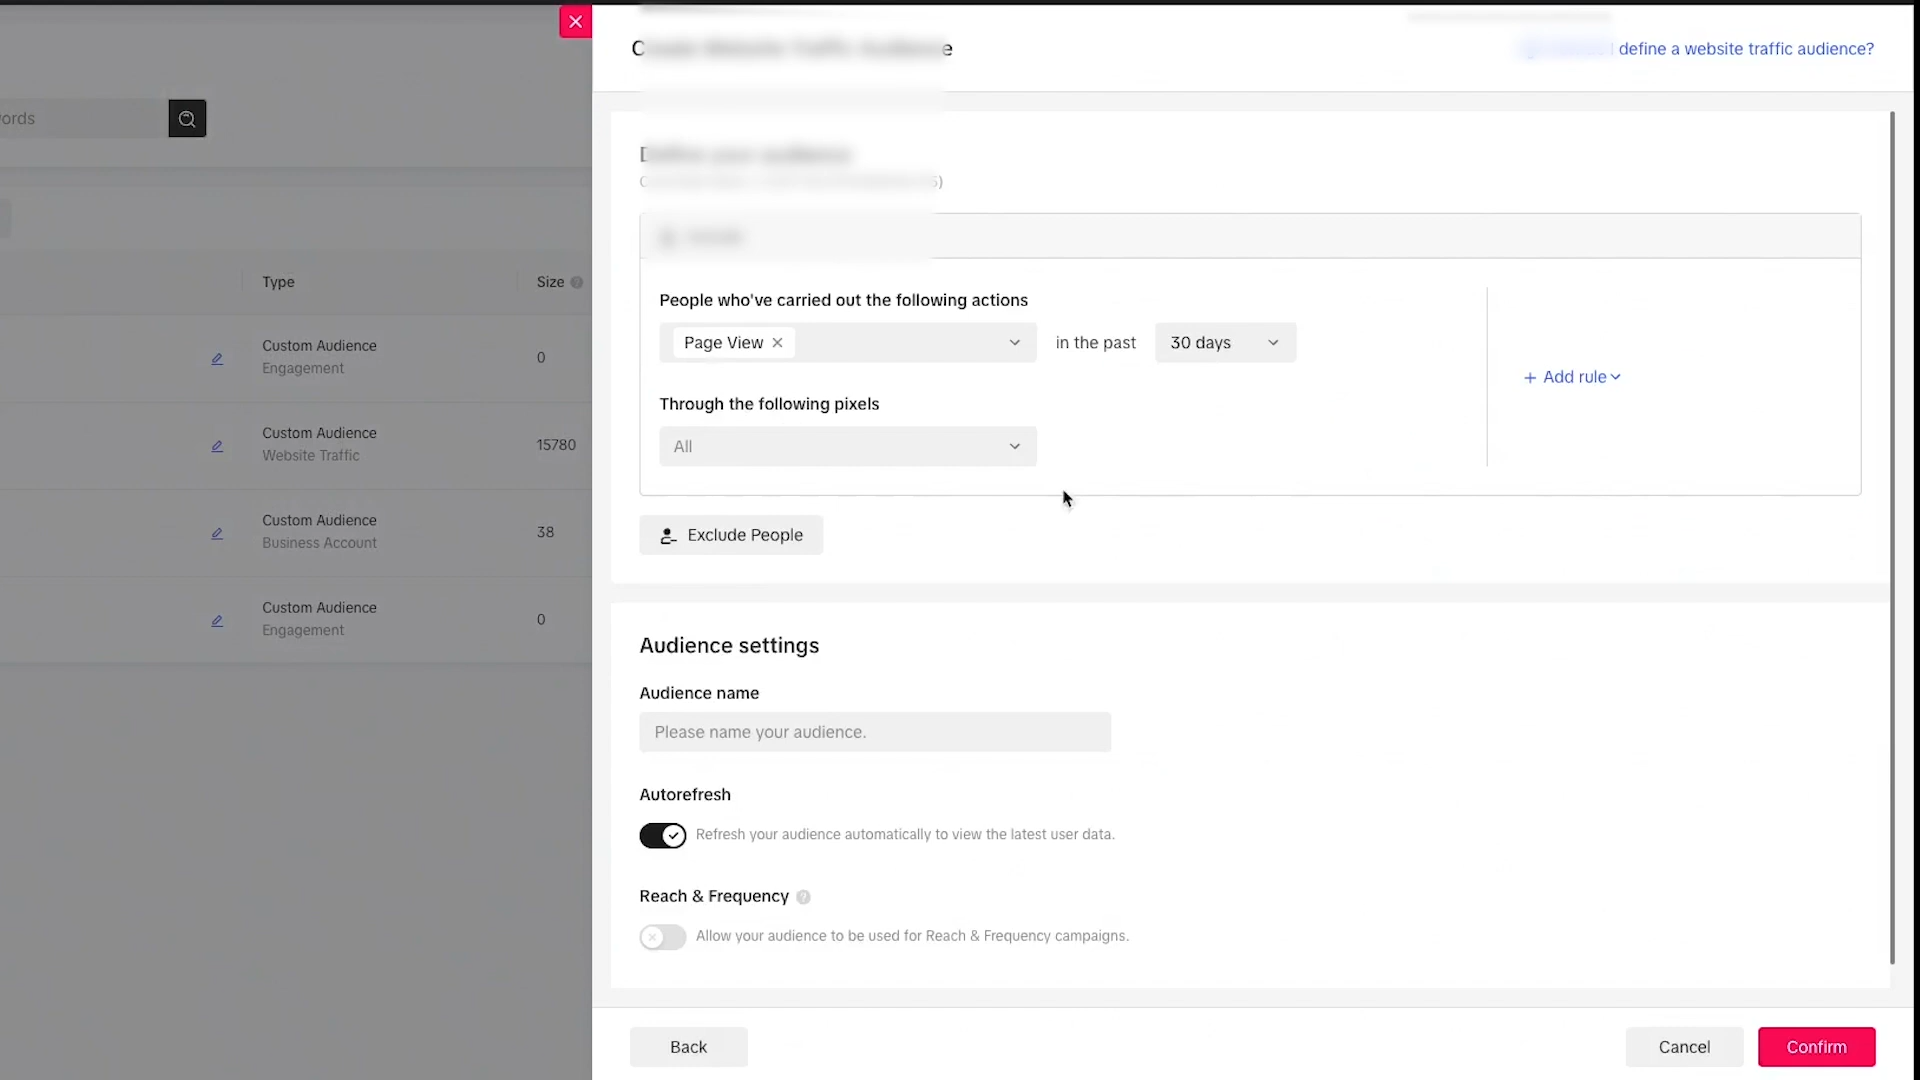 define a website traffic audience?
ords
Type
Size
Custom Audience
Engagement
0
Custom Audience
Website Traffic
15780
Custom Audience
Business Account
38
Custom Audience
Engagement
0
People who've carried out the following actions
Page View
in the past
30 days
+ Add rule
Through the following pixels
All
Exclude People
Audience settings
Audience name
Please name your audience.
Autorefresh
Refresh your audience automatically to view the latest user data.
Reach & Frequency
Allow your audience to be used for Reach & Frequency campaigns.
Back
Cancel
Confirm